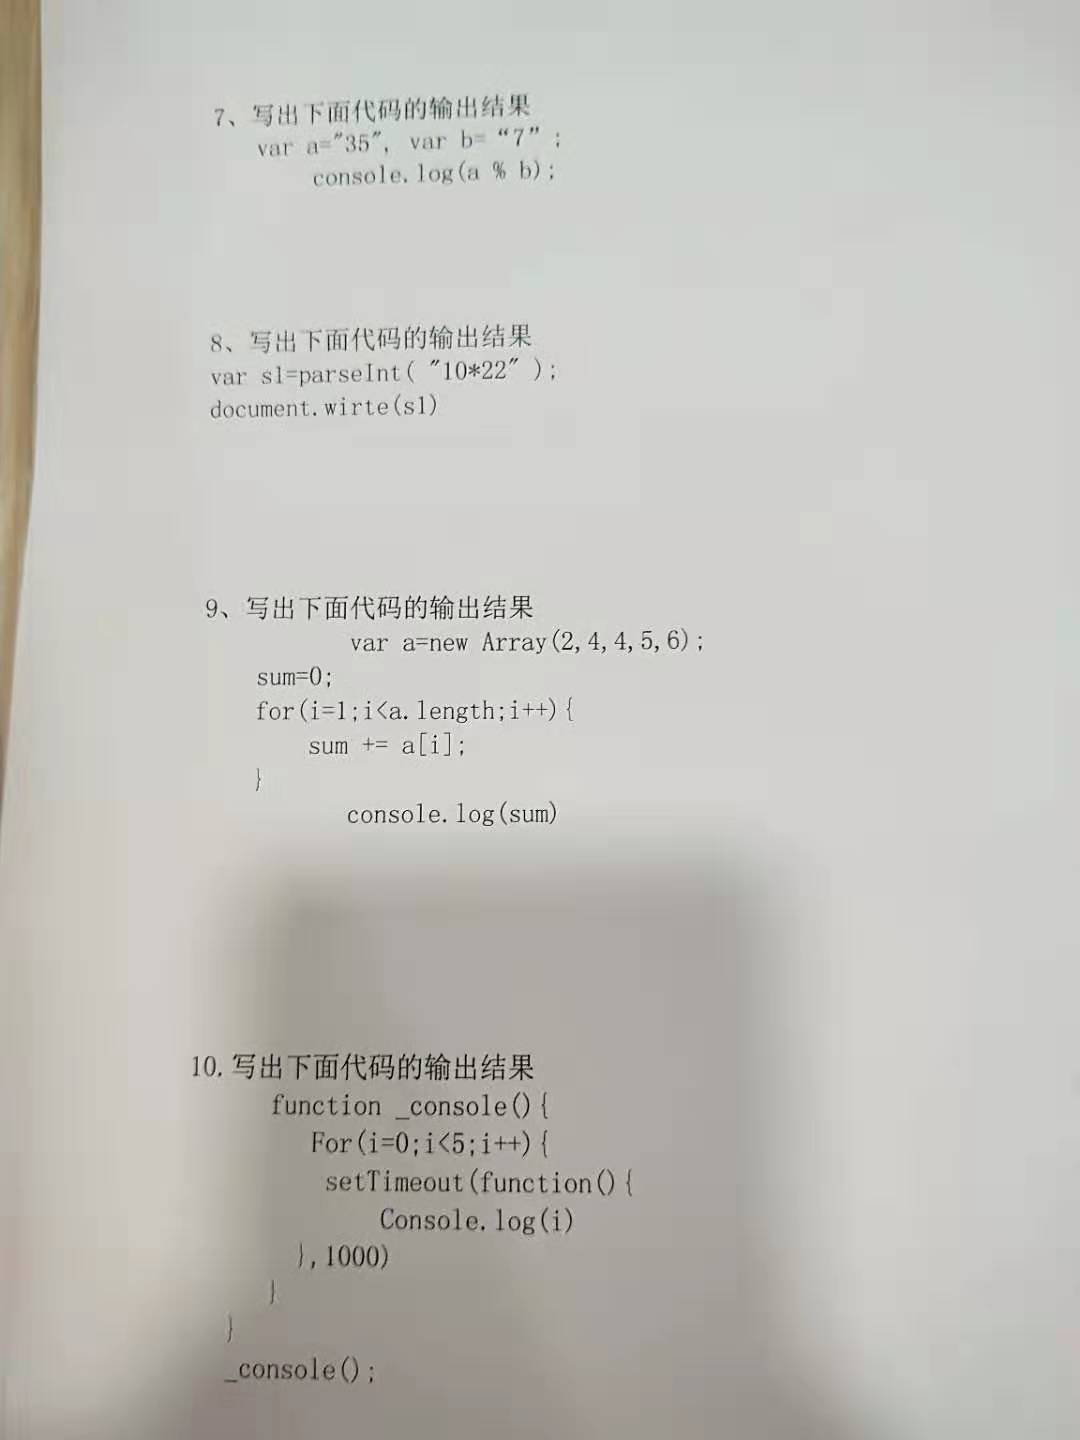 7、写出下面代码的输出结果
var a="35", var b= “7” ;
console.log(a % b);
8、写出下面代码的输出结果
var s1=parseInt( "10*22" );
document.wirte(s1)
9、写出下面代码的输出结果
var a=new Array(2,4,4,5,6);
sum=0;
for(i=1;i<a.length;i++){
sum += a[i];
}
console.log(sum)
10.写出下面代码的输出结果
function _console(){
For(i=0;i<5;i++){
setTimeout(function(){
Console.log(i)
},1000)
}
}
_console();